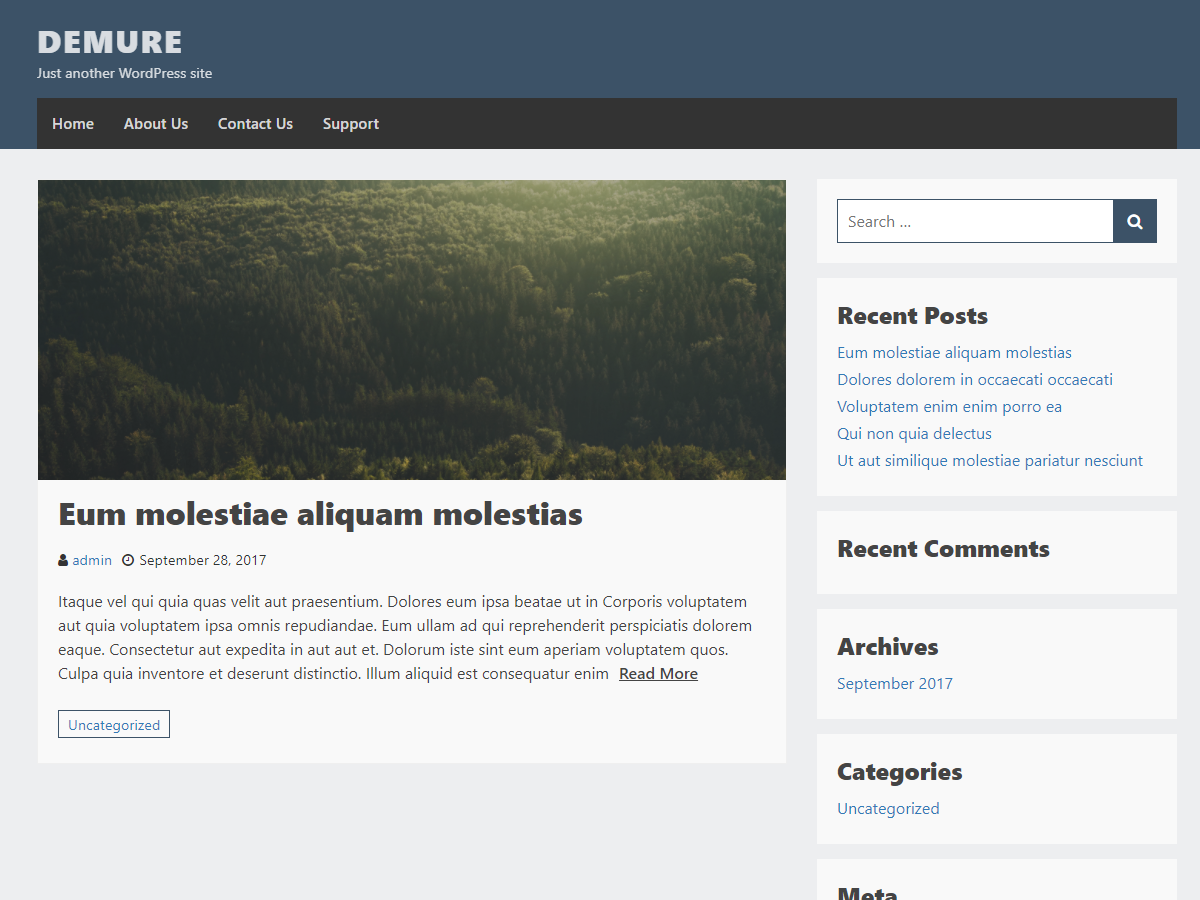 DEMURE
Just another WordPress site
Home About Us Contact Us Support
Eum molestiae aliquam molestias
admin September 28, 2017
Itaque vel qui quia quas velit aut praesentium. Dolores eum ipsa beatae ut in Corporis voluptatem
aut quia voluptatem ipsa omnis repudiandae. Eum ullam ad qui reprehenderit perspiciatis dolorem
eaque. Consectetur aut expedita in aut aut et. Dolorum iste sint eum aperiam voluptatem quos.
Culpa quia inventore et deserunt distinctio. Illum aliquid est consequatur enim Read More
Uncategorized
Search ...
Recent Posts
Eum molestiae aliquam molestias
Dolores dolorem in occaecati occaecati
Voluptatem enim enim porro ea
Qui non quia delectus
Ut aut similique molestiae pariatur nesciunt
Recent Comments
Archives
September 2017
Categories
Uncategorized
Meta